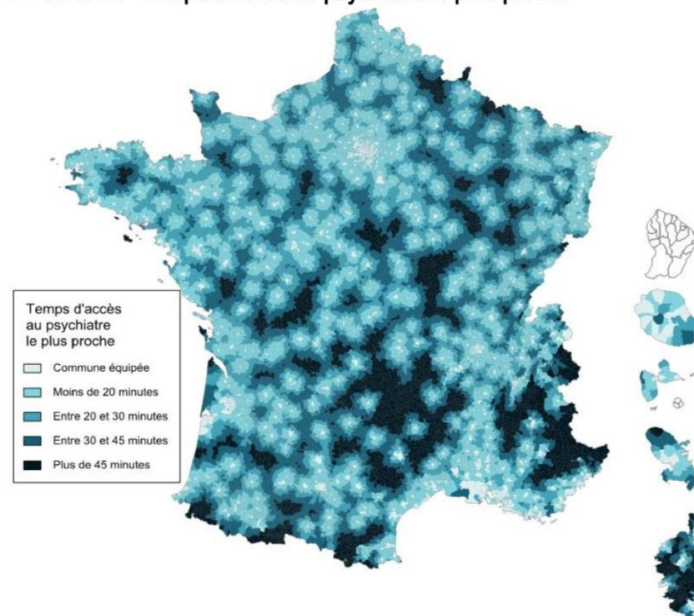 Temps d'accès
au psychiatre
le plus proche
Commune équipée
Moins de 20 minutes
Entre 20 et 30 minutes
Entre 30 et 45 minutes
Plus de 45 minutes